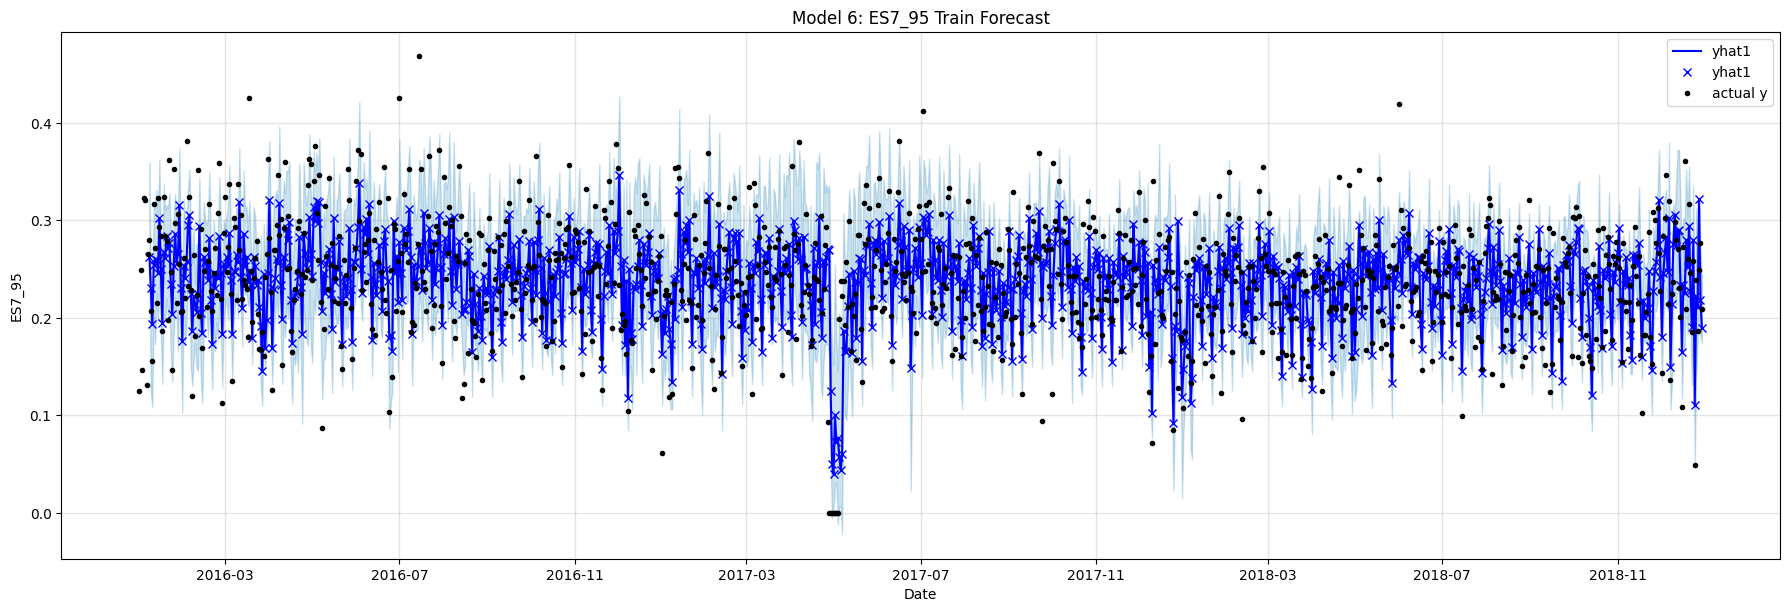 Model 6: ES7_95 Train Forecast
yhat1
yhat1
actual y
ES7_95
0.4
0.3
0.2
0.1
0.0
2016-03
2016-07
2016-11
2017-03
2017-07
2017-11
2018-03
2018-07
2018-11
Date